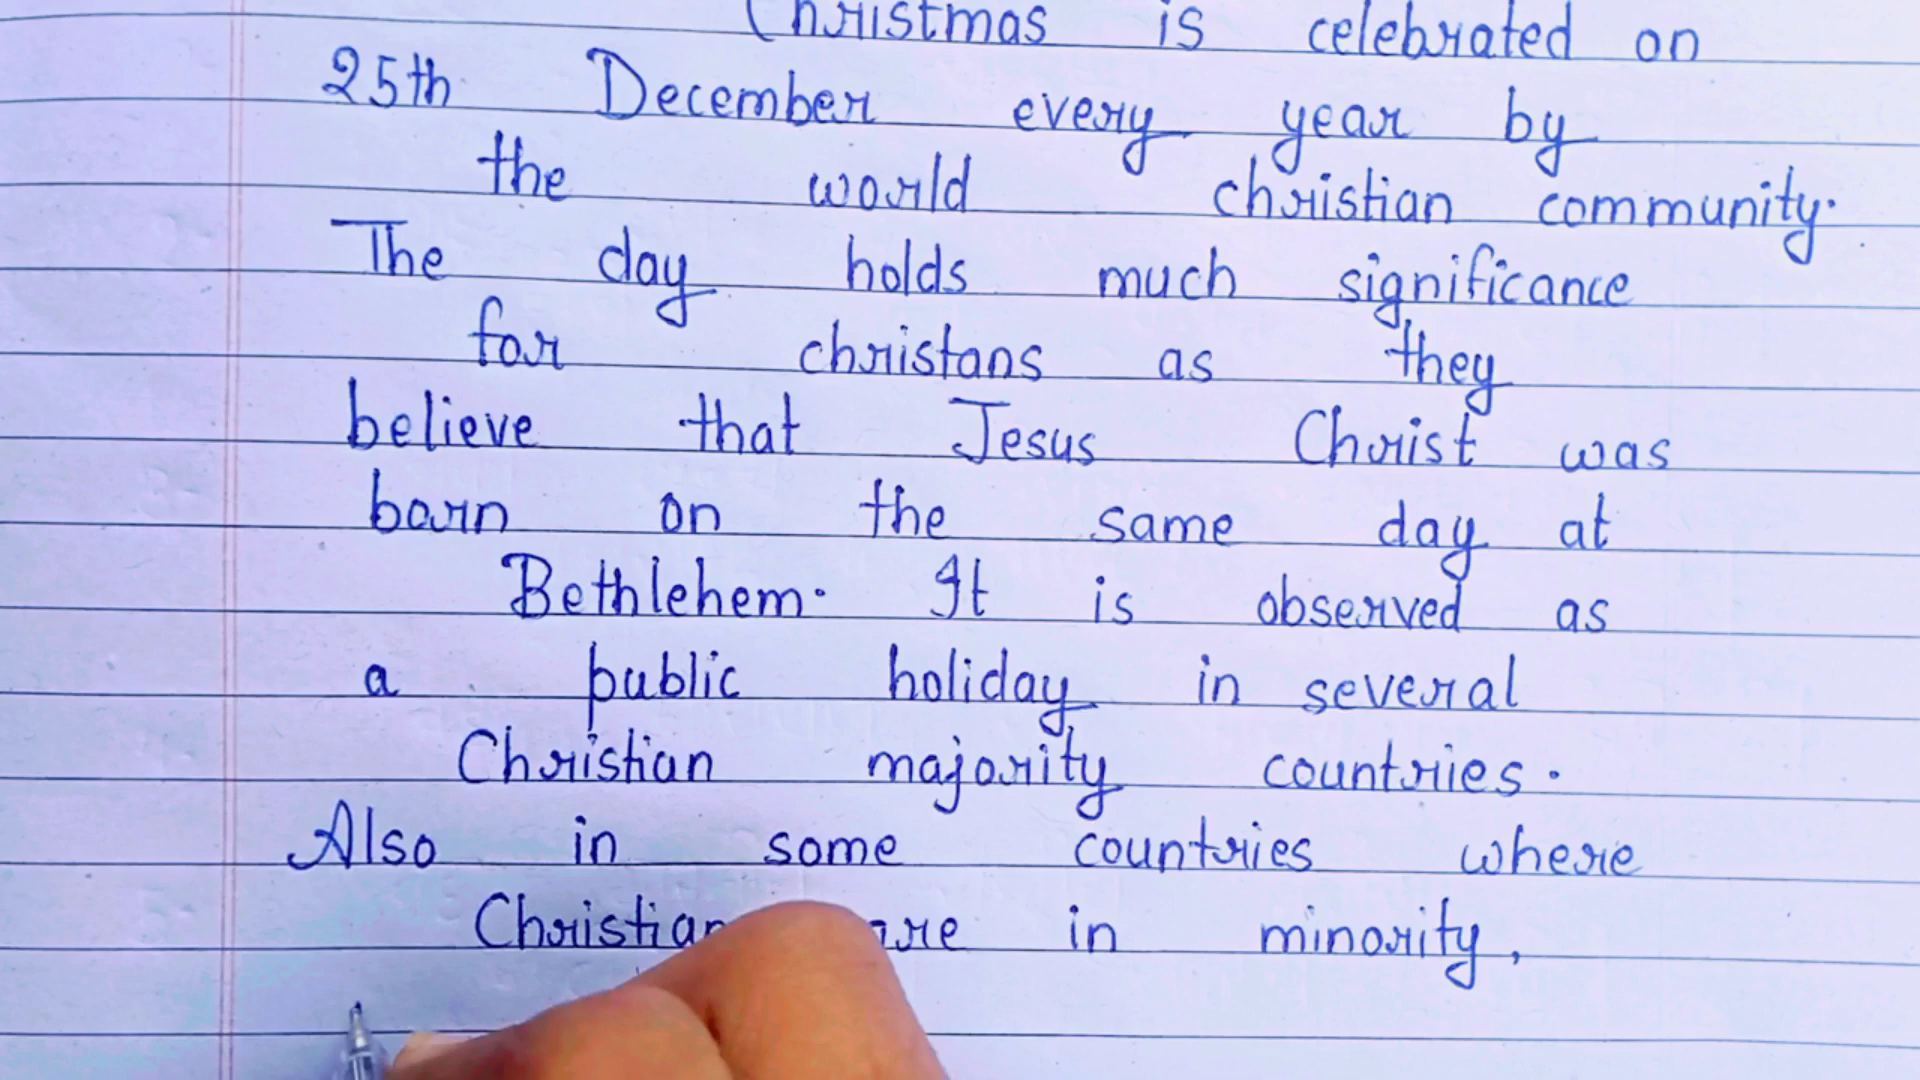 Christmas is celebrated on
25th December every year by
the world christian community.
The day holds much significance
for christans as they
believe that Jesus Christ was
born on the same day at
Bethlehem. It is observed as
a public holiday in several
Christian majority countries.
Also in some countries where
in minority,